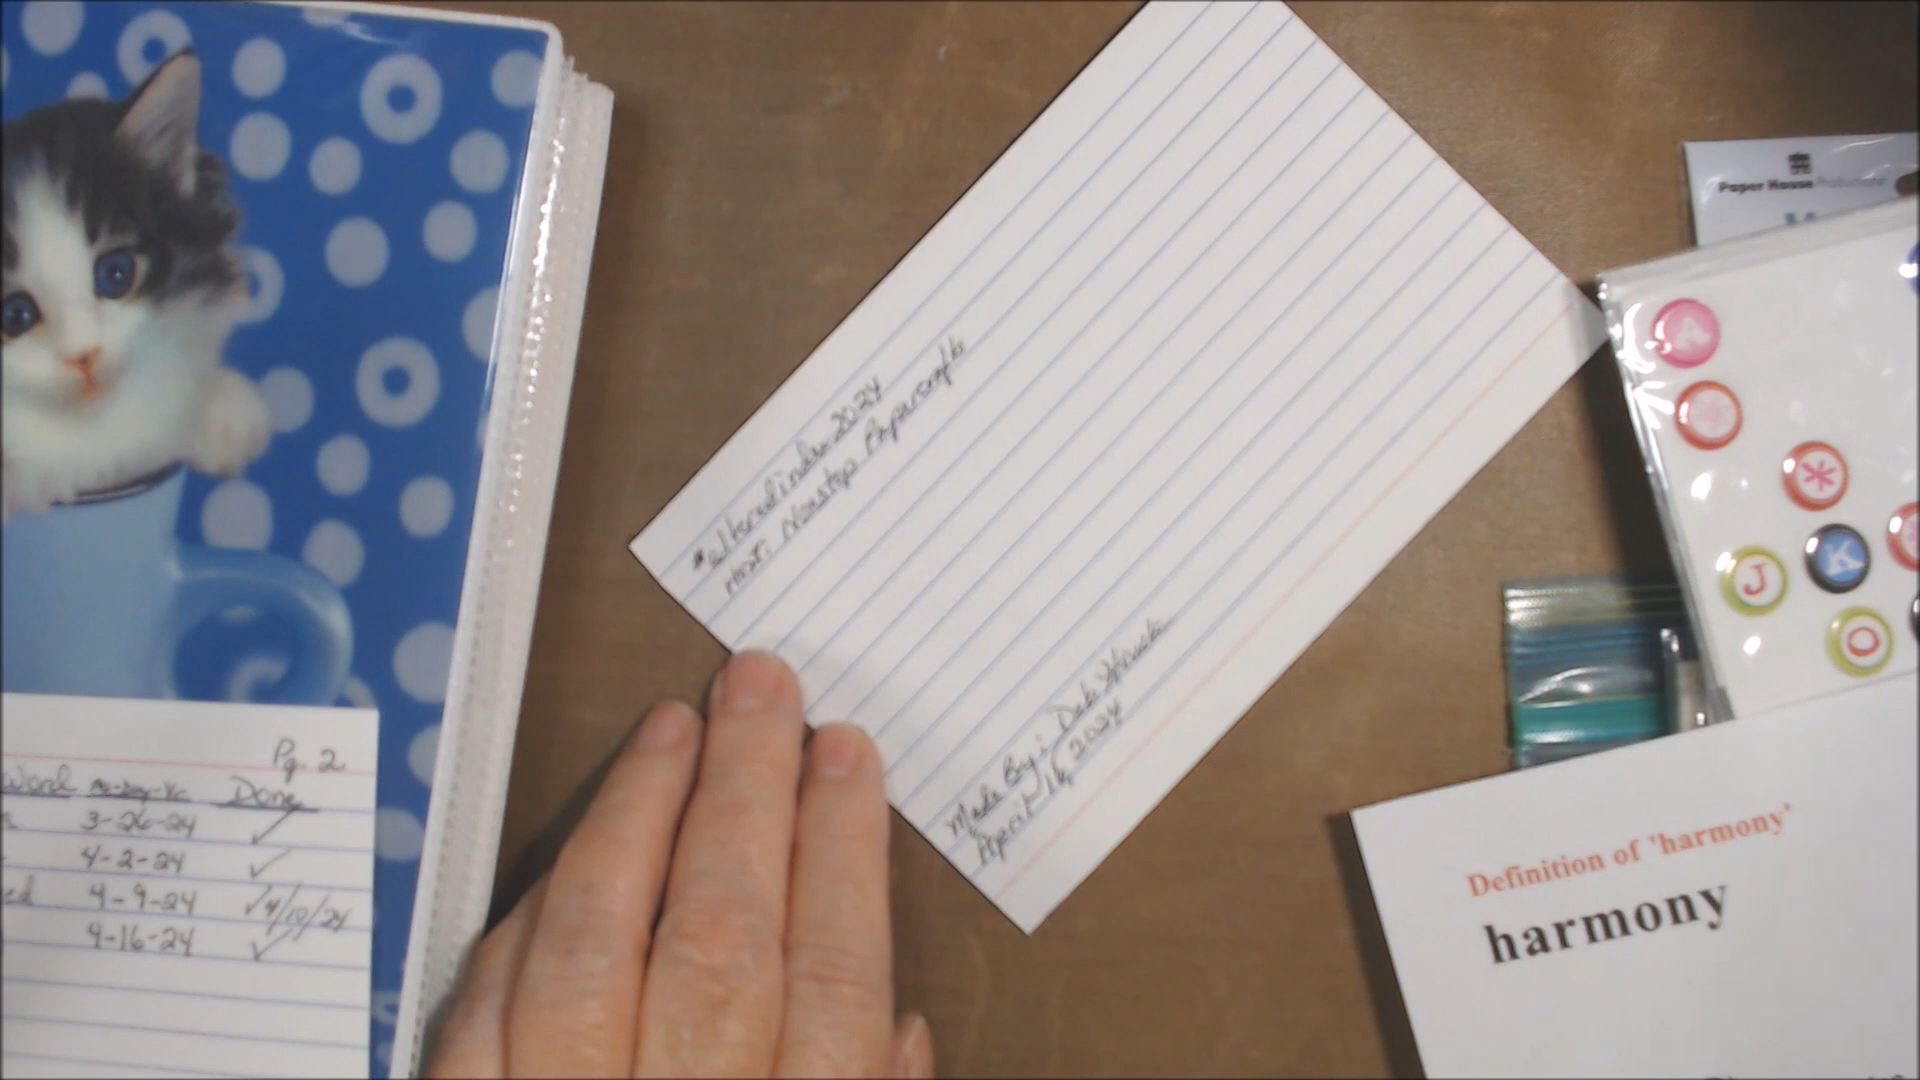 #alteredindex2024
Host: Nonstop Papercrafts
Made By: Deb
April 16, 2024
Pg. 2
Word Mo-Day-Yr Done
3-26-24 ✓
4-2-24 ✓
ed 4-9-24 ✓ 4/12/24
4-16-24 ✓
Paper House Productions
A
*
J K
O
Definition of 'harmony'
harmony